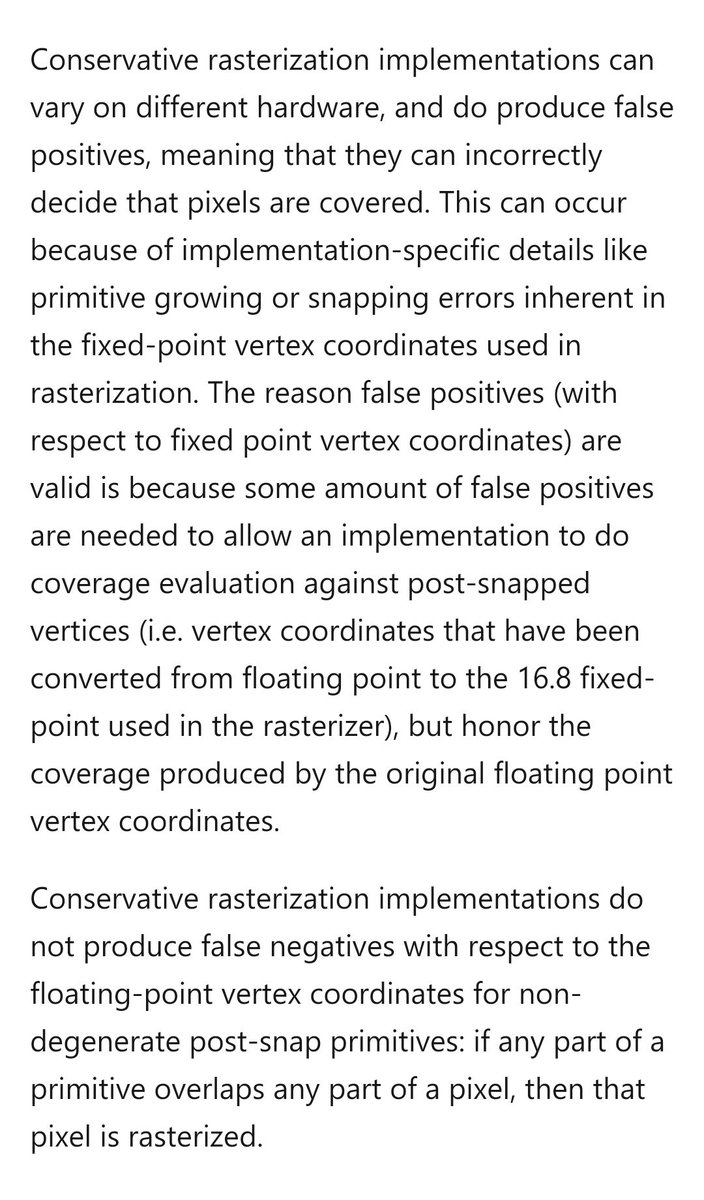 Conservative rasterization implementations can
vary on different hardware, and do produce false
positives, meaning that they can incorrectly
decide that pixels are covered. This can occur
because of implementation-specific details like
primitive growing or snapping errors inherent in
the fixed-point vertex coordinates used in
rasterization. The reason false positives (with
respect to fixed point vertex coordinates) are
valid is because some amount of false positives
are needed to allow an implementation to do
coverage evaluation against post-snapped
vertices (i.e. vertex coordinates that have been
converted from floating point to the 16.8 fixed-
point used in the rasterizer), but honor the
coverage produced by the original floating point
vertex coordinates.
Conservative rasterization implementations do
not produce false negatives with respect to the
floating-point vertex coordinates for non-
degenerate post-snap primitives: if any part of a
primitive overlaps any part of a pixel, then that
pixel is rasterized.